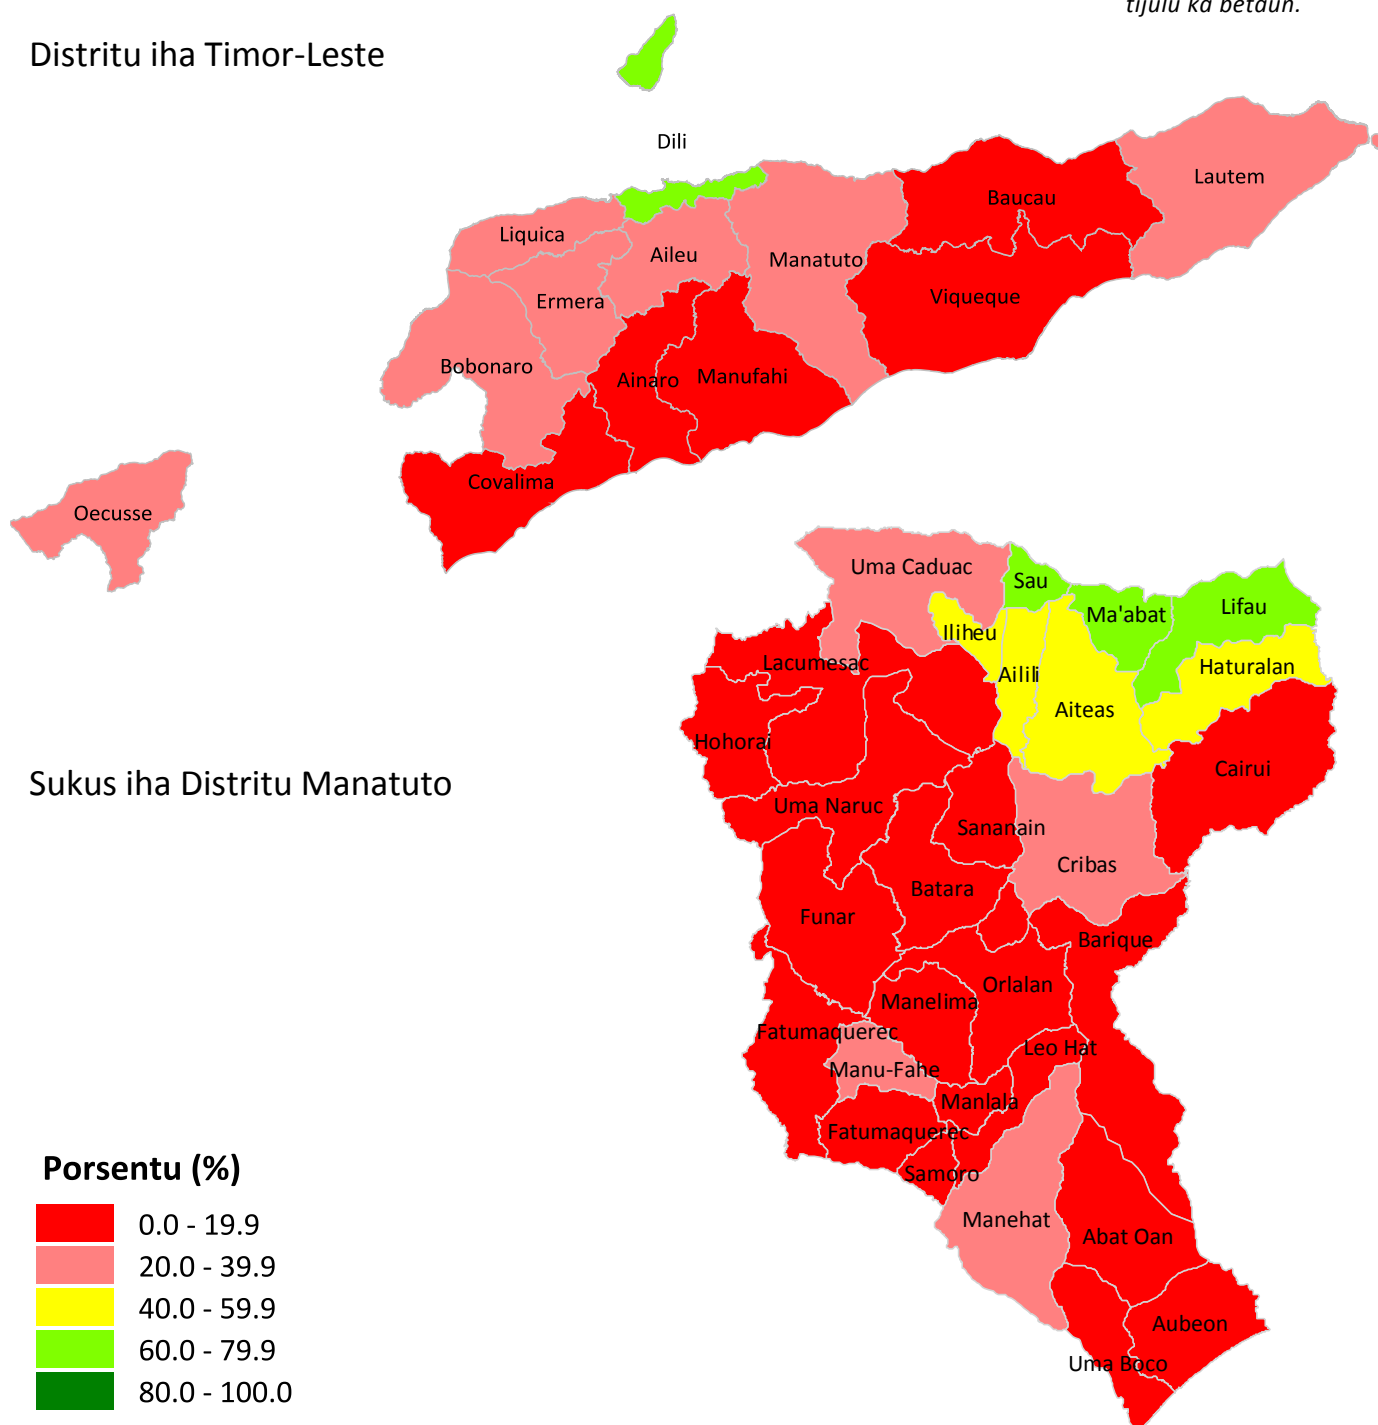 tijulu ka betaun.
Distritu iha Timor-Leste
Dili
Lautem
Baucau
Liquica
Aileu
Manatuto
Viqueque
Ermera
Bobonaro
Ainaro
Manufahi
Covalima
Oecusse
Uma Caduac
Sau
Ma'abat
Lifau
Iliheu
Lacumesac
Haturalan
Ailili
Aiteas
Hohorai
Cairui
Sukus iha Distritu Manatuto
Uma Naruc
Sananain
Cribas
Batara
Funar
Barique
Orlalan
Manelima
Fatumaquerec
Leo Hat
Manu-Fahe
Manlala
Fatumaquerec
Samoro
Manehat
Abat Oan
Aubeon
Uma Boco
Porsentu (%)
0.0 - 19.9
20.0 - 39.9
40.0 - 59.9
60.0 - 79.9
80.0 - 100.0